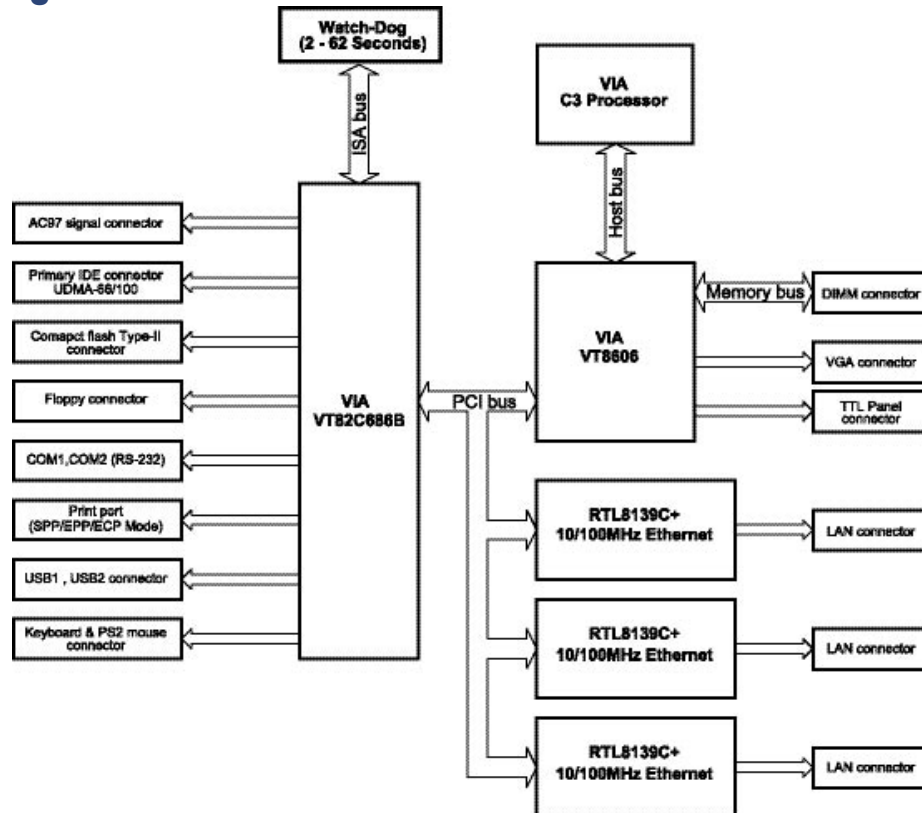 Watch-Dog
(2 - 62 Seconds)
ISA bus
VIA
C3 Processor
Host bus
AC97 signal connector
Primary IDE connector
UDMA-66/100
Comapct flash Type-II
connector
Floppy connector
COM1,COM2 (RS-232)
Print port
(SPP/EPP/ECP Mode)
USB1 , USB2 connector
Keyboard & PS2 mouse
connector
VIA
VT82C686B
PCI bus
VIA
VT8606
Memory bus
DIMM connector
VGA connector
TTL Panel
connector
RTL8139C+
10/100MHz Ethernet
LAN connector
RTL8139C+
10/100MHz Ethernet
LAN connector
RTL8139C+
10/100MHz Ethernet
LAN connector